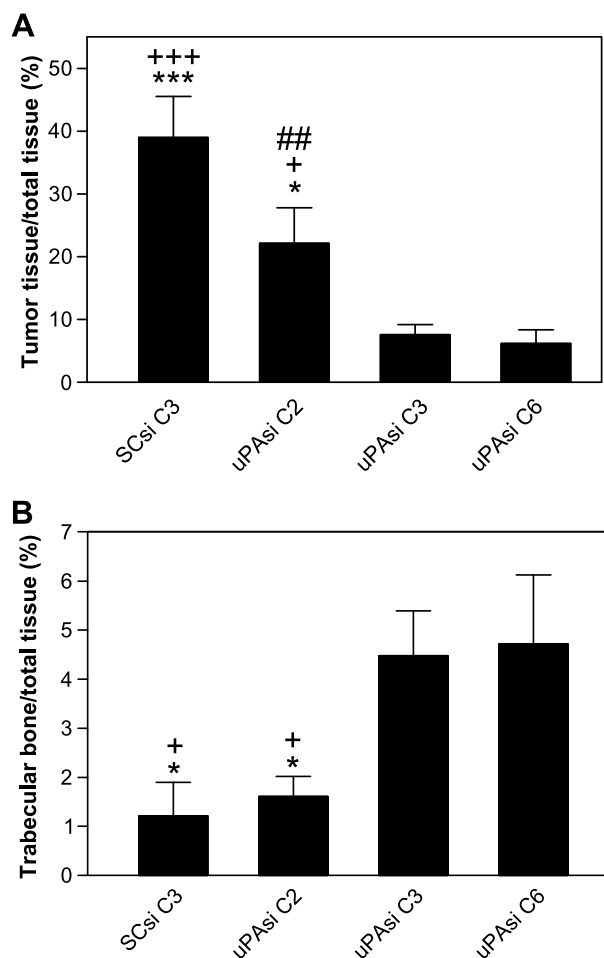 A
Tumor tissue/total tissue (%)
50
40
30
20
10
0
+++
***
##
+
*
SCsi C3
uPAsi C2
uPAsi C3
uPAsi C6
B
Trabecular bone/total tissue (%)
7
6
5
4
3
2
1
0
+
*
+
*
SCsi C3
uPAsi C2
uPAsi C3
uPAsi C6